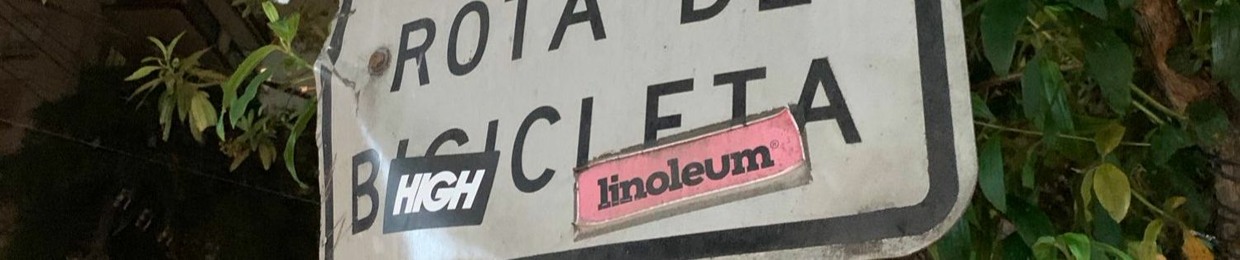 ROTA DE
BICICLETA
HIGH
linoleum®